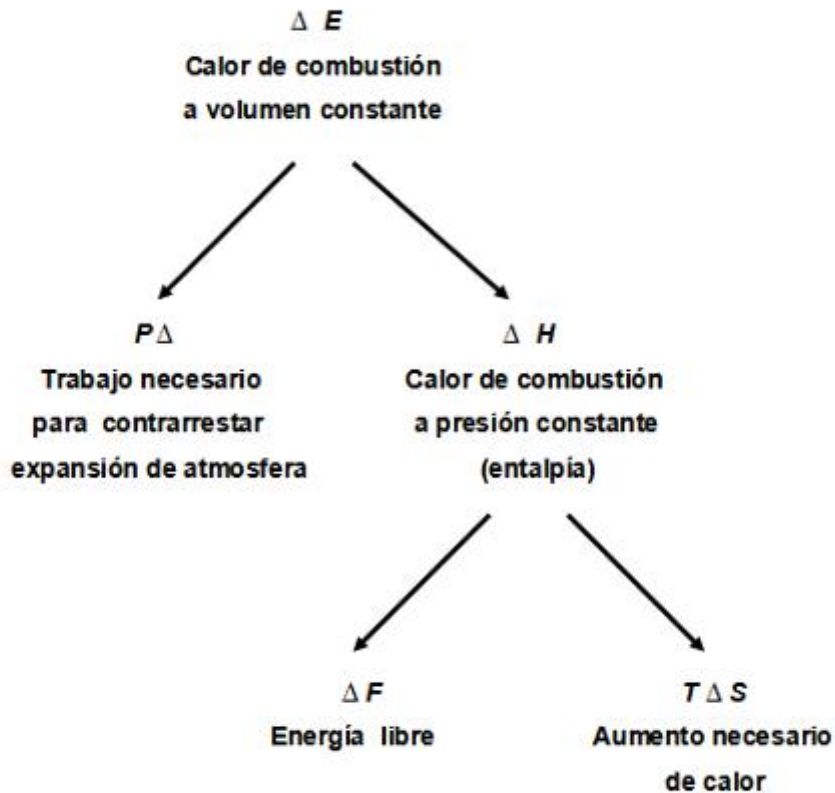 Δ E
Calor de combustión
a volumen constante
P Δ
Trabajo necesario
para contrarrestar
expansión de atmosfera
Δ H
Calor de combustión
a presión constante
(entalpía)
Δ F
Energía libre
T Δ S
Aumento necesario
de calor